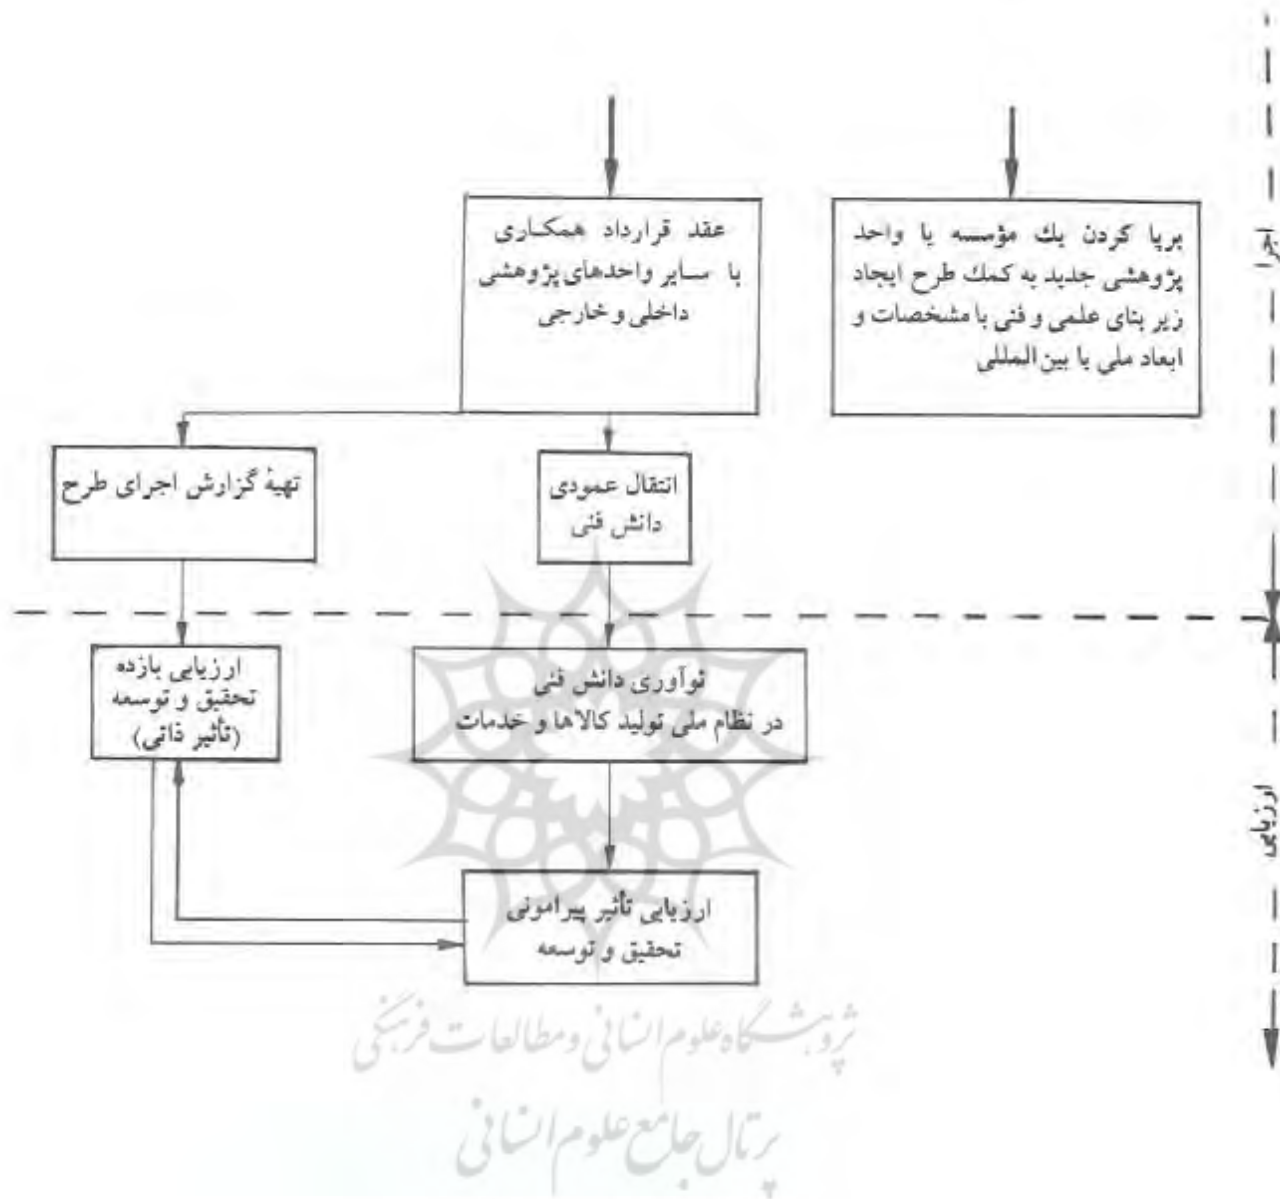 برپا کردن یك مؤسسه یا واحد
پژوهشی جدید به کمك طرح ایجاد
زیر بنای علمی و فنی با مشخصات و
ابعاد ملی یا بین‌المللی
عقد قرارداد همکاری
با سایر واحدهای پژوهشی
داخلی و خارجی
اجرا
انتقال عمودی
دانش فنی
تهیهٔ گزارش اجرای طرح
نوآوری دانش فنی
در نظام ملی تولید کالاها و خدمات
ارزیابی بازده
تحقیق و توسعه
(تأثیر ذاتی)
ارزیابی
ارزیابی تأثیر پیرامونی
تحقیق و توسعه
پژوهشگاه علوم انسانی و مطالعات فرهنگی
پرتال جامع علوم انسانی